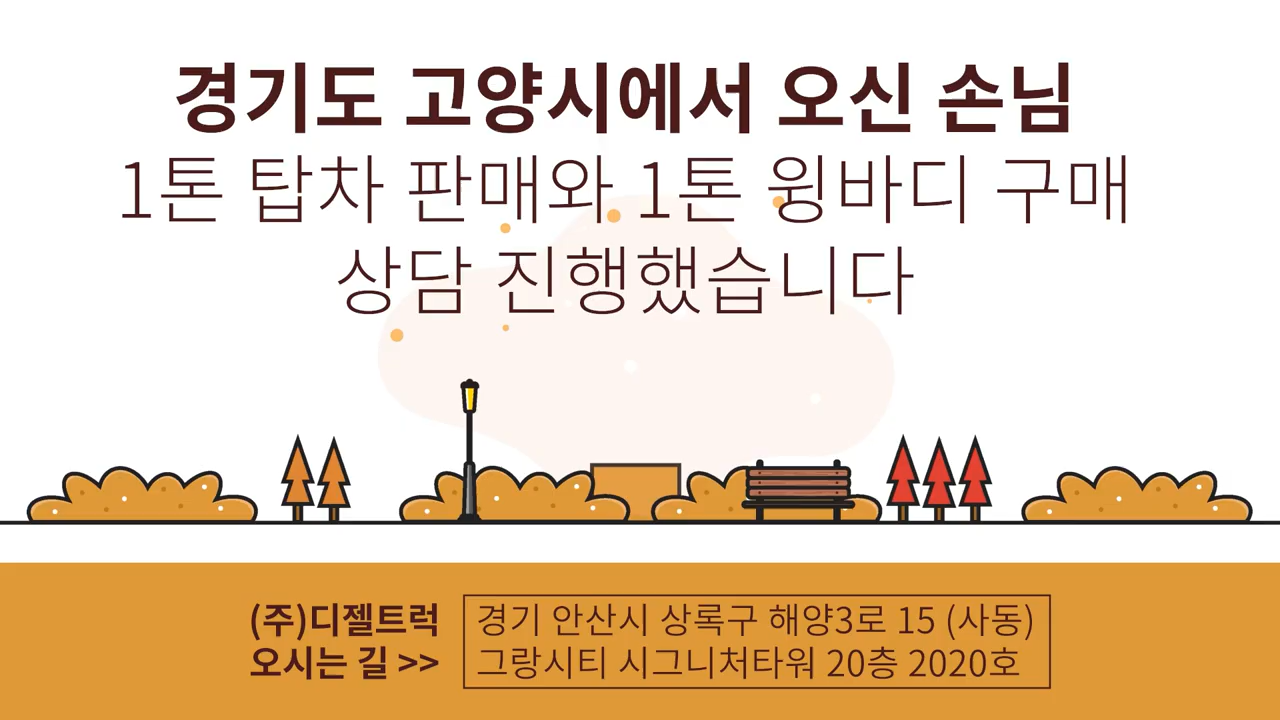 경기도 고양시에서 오신 손님
1톤 탑차 판매와 1톤 윙바디 구매
상담 진행했습니다
(주)디젤트럭
오시는 길 >>
경기 안산시 상록구 해양3로 15 (사동)
그랑시티 시그니처타워 20층 2020호